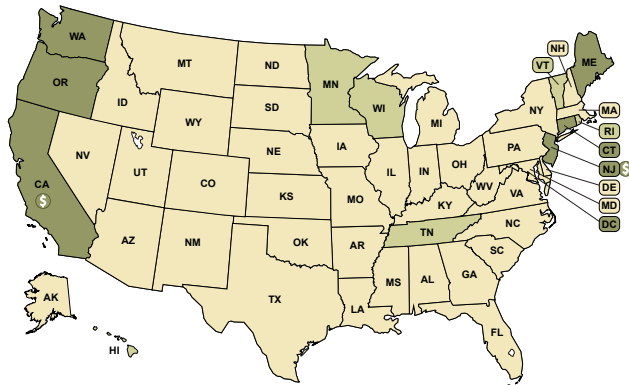 WA
NH
ME
VT
MT
ND
MN
OR
WI
ID
SD
NY
MA
WY
MI
RI
IA
PA
CT
NE
NV
OH
NJ $
IL
IN
UT
DE
CA
CO
WV
$
KS
MO
VA
MD
KY
NC
DC
TN
AZ
NM
OK
AR
SC
MS
AL
GA
AK
TX
LA
FL
HI